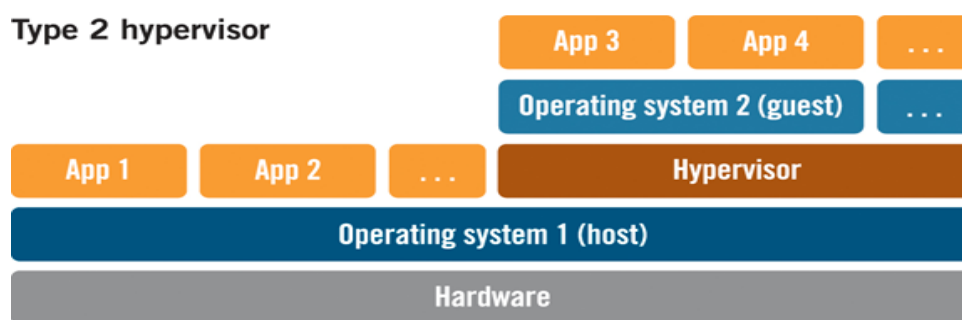 Type 2 hypervisor
App 3 App 4 ...
Operating system 2 (guest) ...
App 1 App 2 ... Hypervisor
Operating system 1 (host)
Hardware